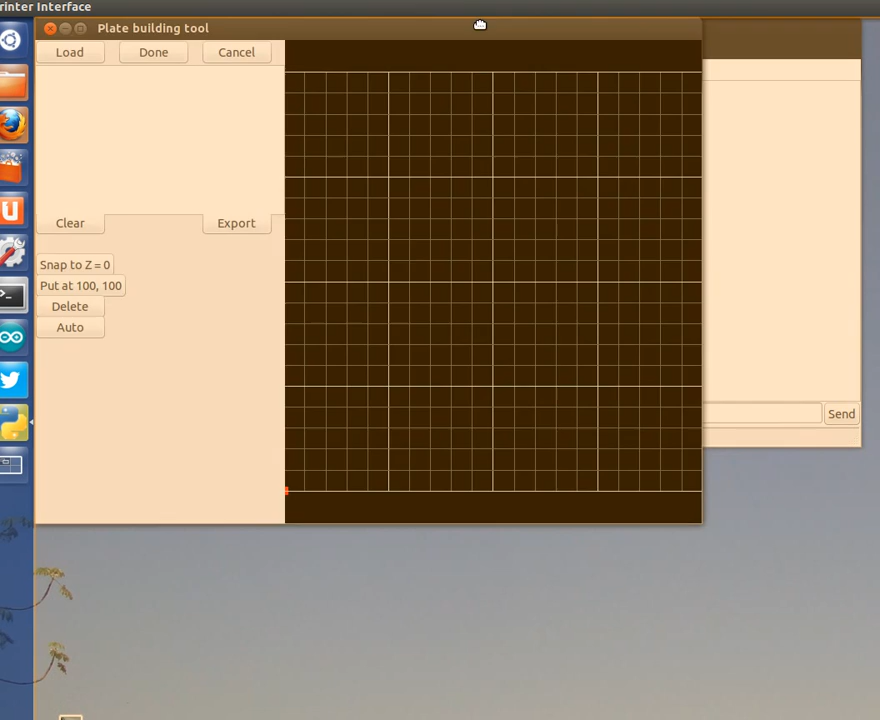 rinter Interface
Plate building tool
Load Done Cancel
Clear Export
Snap to Z = 0
Put at 100, 100
Delete
Auto
Send